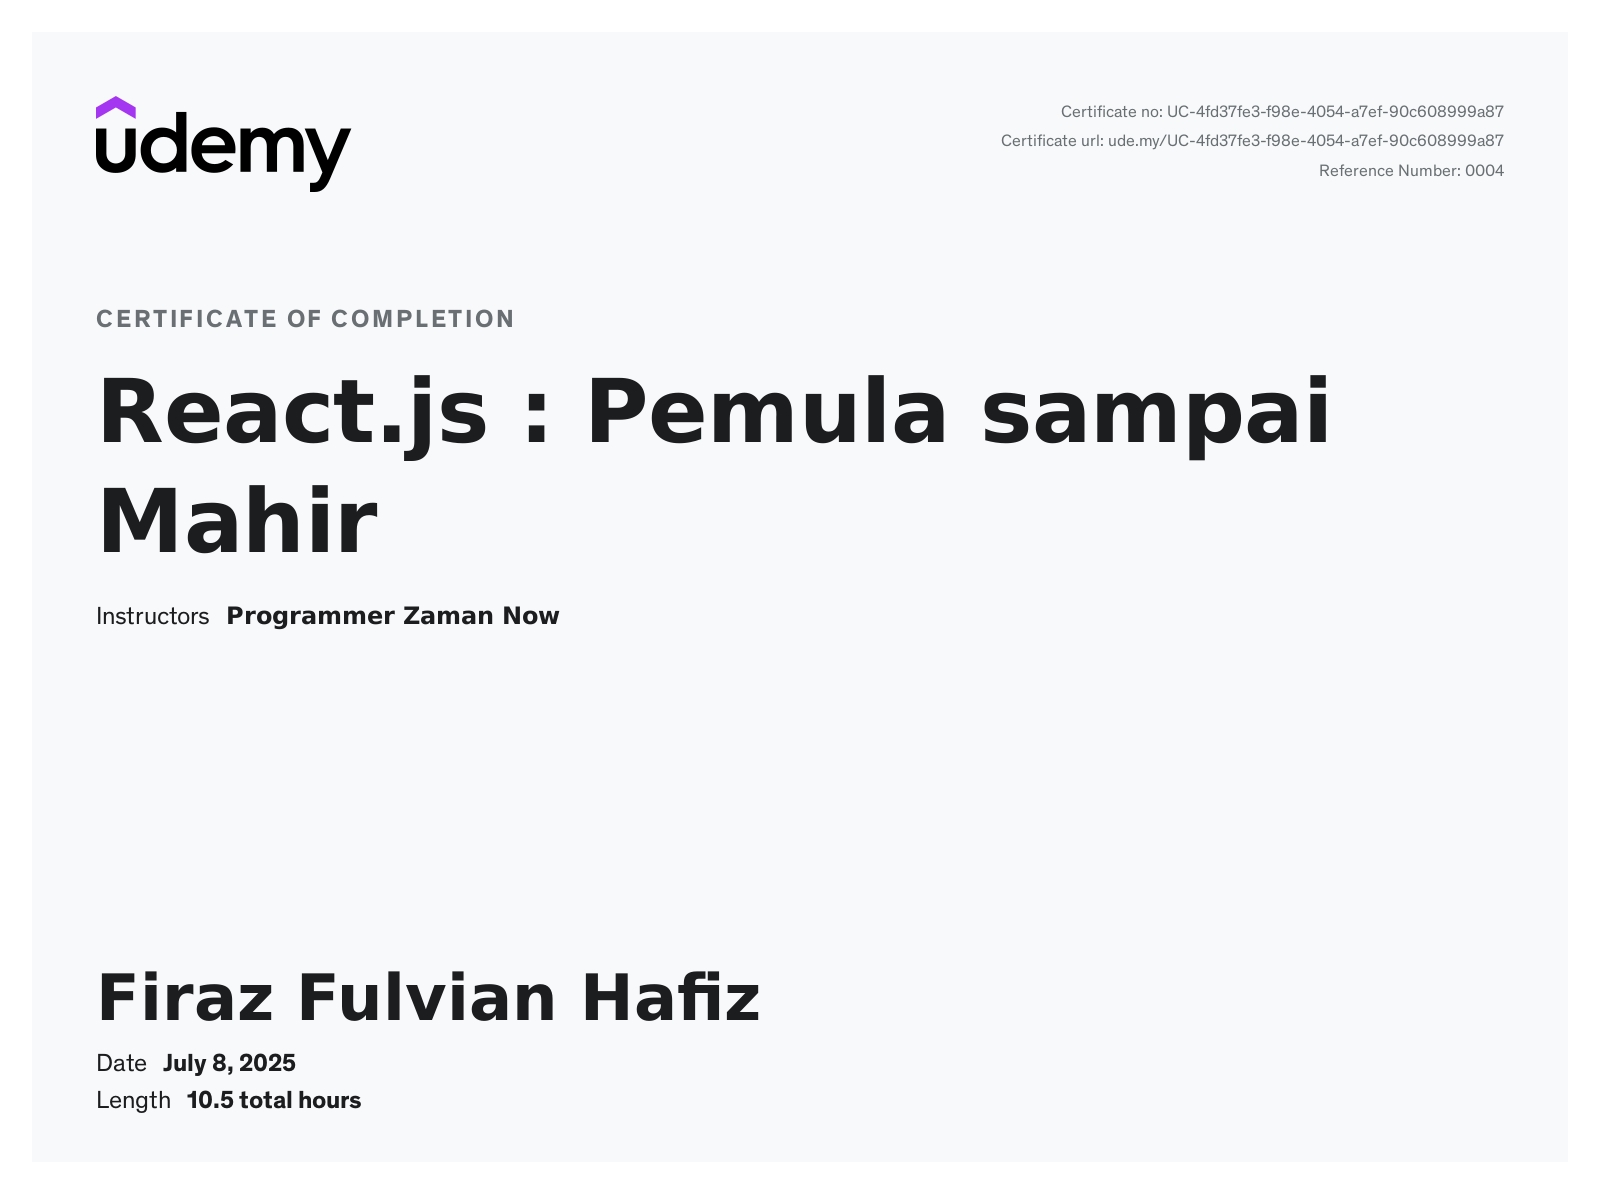 udemy
Certificate no: UC-4fd37fe3-f98e-4054-a7ef-90c608999a87
Certificate url: ude.my/UC-4fd37fe3-f98e-4054-a7ef-90c608999a87
Reference Number: 0004
CERTIFICATE OF COMPLETION
React.js : Pemula sampai
Mahir
Instructors Programmer Zaman Now
Firaz Fulvian Hafiz
Date July 8, 2025
Length 10.5 total hours